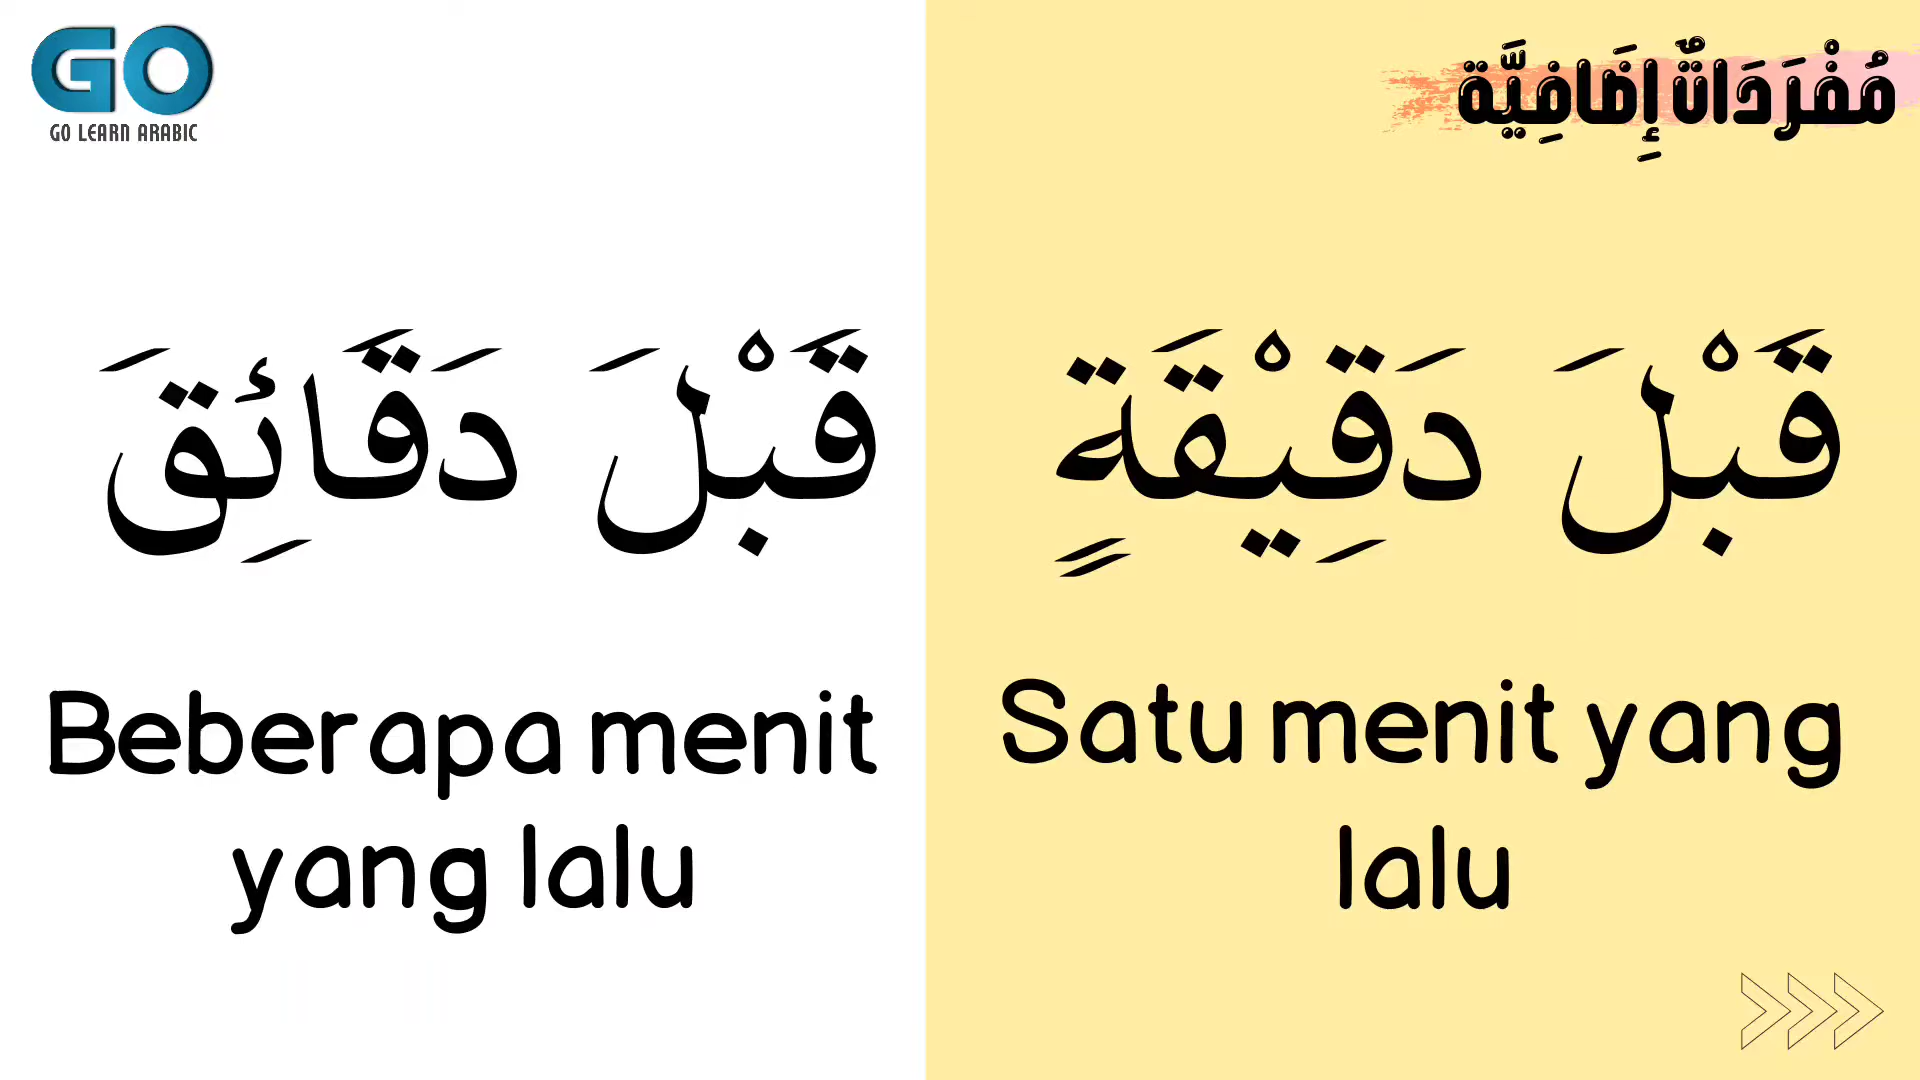 GO
GO LEARN ARABIC
مُفْرَدَاتٌ إِضَافِيَّة
قَبْلَ دَقِيْقَةٍ
Satu menit yang
lalu
قَبْلَ دَقَائِقَ
Beberapa menit
yang lalu